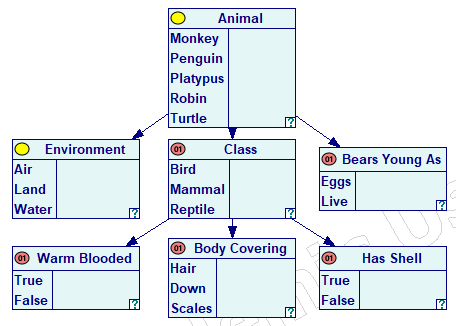 Animal
Monkey
Penguin
Platypus
Robin
Turtle
?
Environment
Air
Land
Water
?
01 Class
Bird
Mammal
Reptile
?
01 Bears Young As
Eggs
Live
?
01 Warm Blooded
True
False
?
01 Body Covering
Hair
Down
Scales
?
01 Has Shell
True
False
?